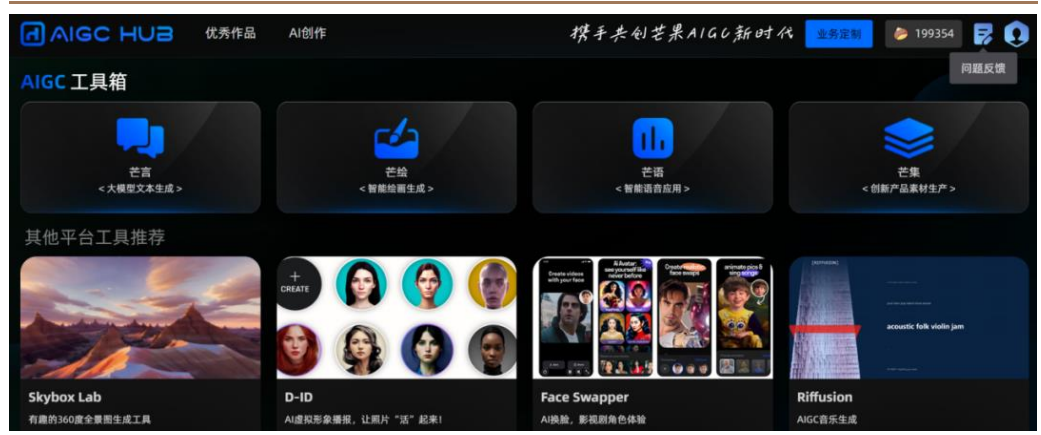 AIGC HUB 优秀作品 AI创作 携手共创芒果AIGC新时代 业务定制 199354
问题反馈
AIGC 工具箱
芒言 芒绘 芒语 芒集
<大模型文本生成> <智能绘画生成> <智能语音应用> <创新产品素材生产>
其他平台工具推荐
+
CREATE
Create videos
with your face
AI Avatar:
see yourself like
never before
Create
face swaps
animate pics &
sing songs
[RIFFUSION]
acoustic folk violin jam
Skybox Lab D-ID Face Swapper Riffusion
有趣的360度全景图生成工具 AI虚拟形象播报，让照片“活”起来! AI换脸，影视剧角色体验 AIGC音乐生成